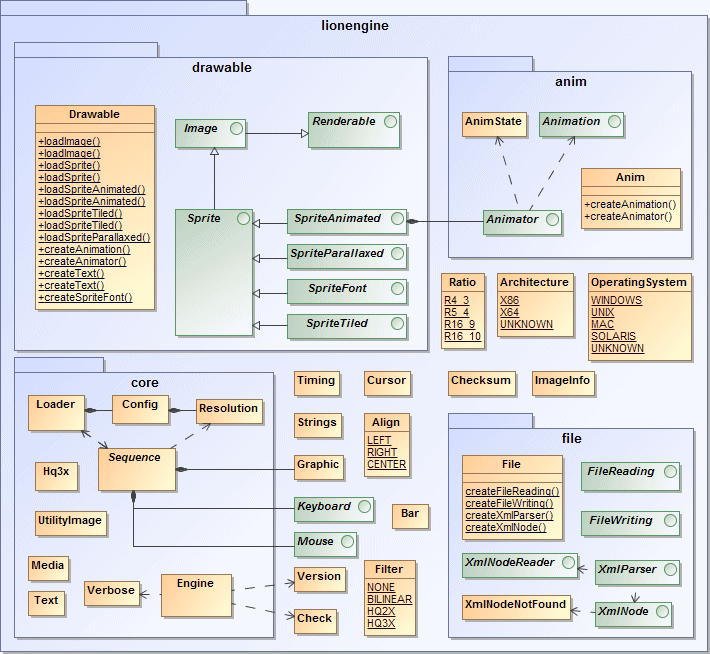 lionengine
drawable
Drawable
+loadImage()
+loadImage()
+loadSprite()
+loadSprite()
+loadSpriteAnimated()
+loadSpriteAnimated()
+loadSpriteTiled()
+loadSpriteTiled()
+loadSpriteParallaxed()
+createAnimation()
+createAnimator()
+createText()
+createText()
+createSpriteFont()
Image
Renderable
Sprite
SpriteAnimated
SpriteParallaxed
SpriteFont
SpriteTiled
anim
AnimState
Animation
Anim
+createAnimation()
+createAnimator()
Animator
Ratio
R4_3
R5_4
R16_9
R16_10
Architecture
X86
X64
UNKNOWN
OperatingSystem
WINDOWS
UNIX
MAC
SOLARIS
UNKNOWN
core
Loader
Config
Resolution
Sequence
Hq3x
UtilityImage
Media
Text
Verbose
Engine
Timing
Cursor
Checksum
ImageInfo
Strings
Align
LEFT
RIGHT
CENTER
Graphic
Keyboard
Mouse
Bar
Version
Check
Filter
NONE
BILINEAR
HQ2X
HQ3X
file
File
createFileReading()
createFileWriting()
createXmlParser()
createXmlNode()
FileReading
FileWriting
XmlNodeReader
XmlParser
XmlNodeNotFound
XmlNode